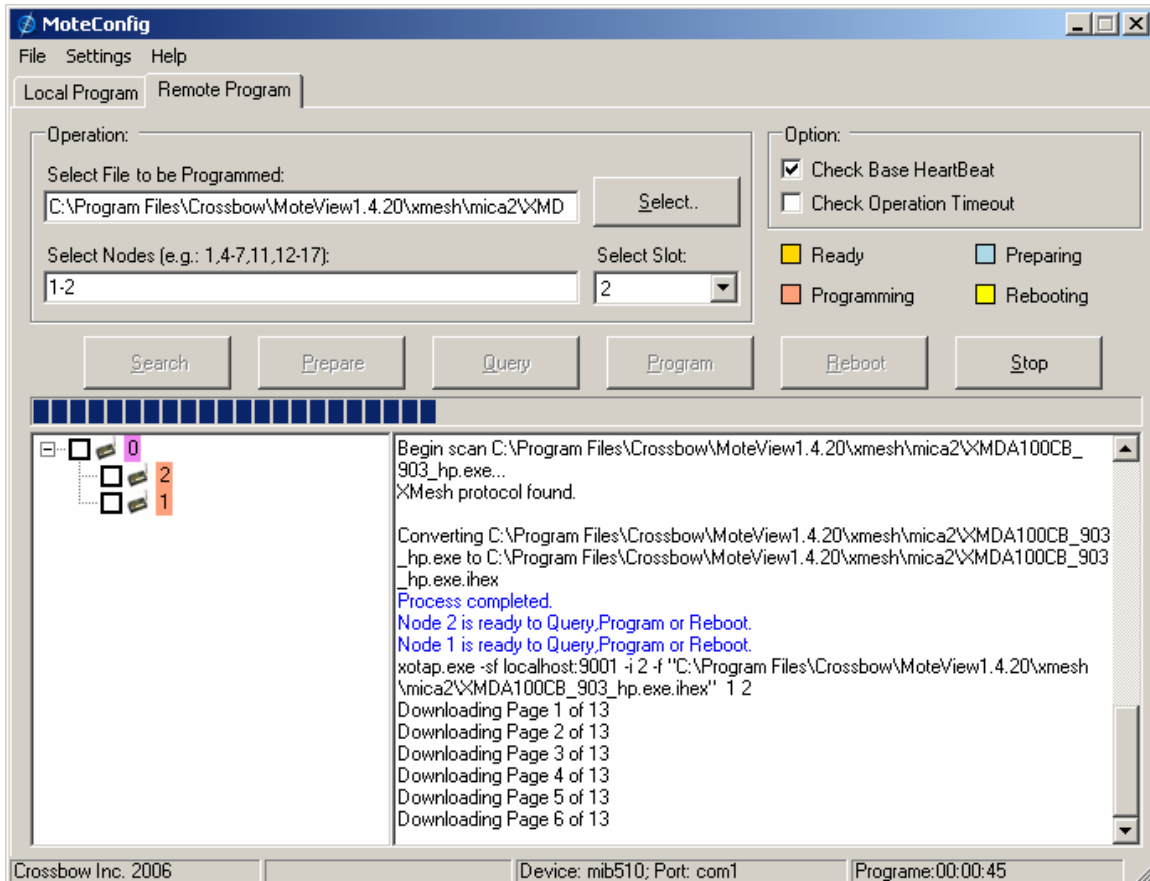 MoteConfig
File Settings Help
Local Program Remote Program
Operation:
Option:
Select File to be Programmed:
C:\Program Files\Crossbow\MoteView1.4.20\xmesh\mica2\XMD
Select..
Check Base HeartBeat
Check Operation Timeout
Select Nodes (e.g.: 1,4-7,11,12-17):
Select Slot:
1-2
2
Ready Preparing
Programming Rebooting
Search Prepare Query Program Reboot Stop
0
2
1
Begin scan C:\Program Files\Crossbow\MoteView1.4.20\xmesh\mica2\XMDA100CB_
903_hp.exe...
XMesh protocol found.
Converting C:\Program Files\Crossbow\MoteView1.4.20\xmesh\mica2\XMDA100CB_903
_hp.exe to C:\Program Files\Crossbow\MoteView1.4.20\xmesh\mica2\XMDA100CB_903
_hp.exe.ihex
Process completed.
Node 2 is ready to Query,Program or Reboot.
Node 1 is ready to Query,Program or Reboot.
xotap.exe -sf localhost:9001 -i 2 -f "C:\Program Files\Crossbow\MoteView1.4.20\xmesh
\mica2\XMDA100CB_903_hp.exe.ihex" 1 2
Downloading Page 1 of 13
Downloading Page 2 of 13
Downloading Page 3 of 13
Downloading Page 4 of 13
Downloading Page 5 of 13
Downloading Page 6 of 13
Crossbow Inc. 2006 Device: mib510; Port: com1 Programe:00:00:45